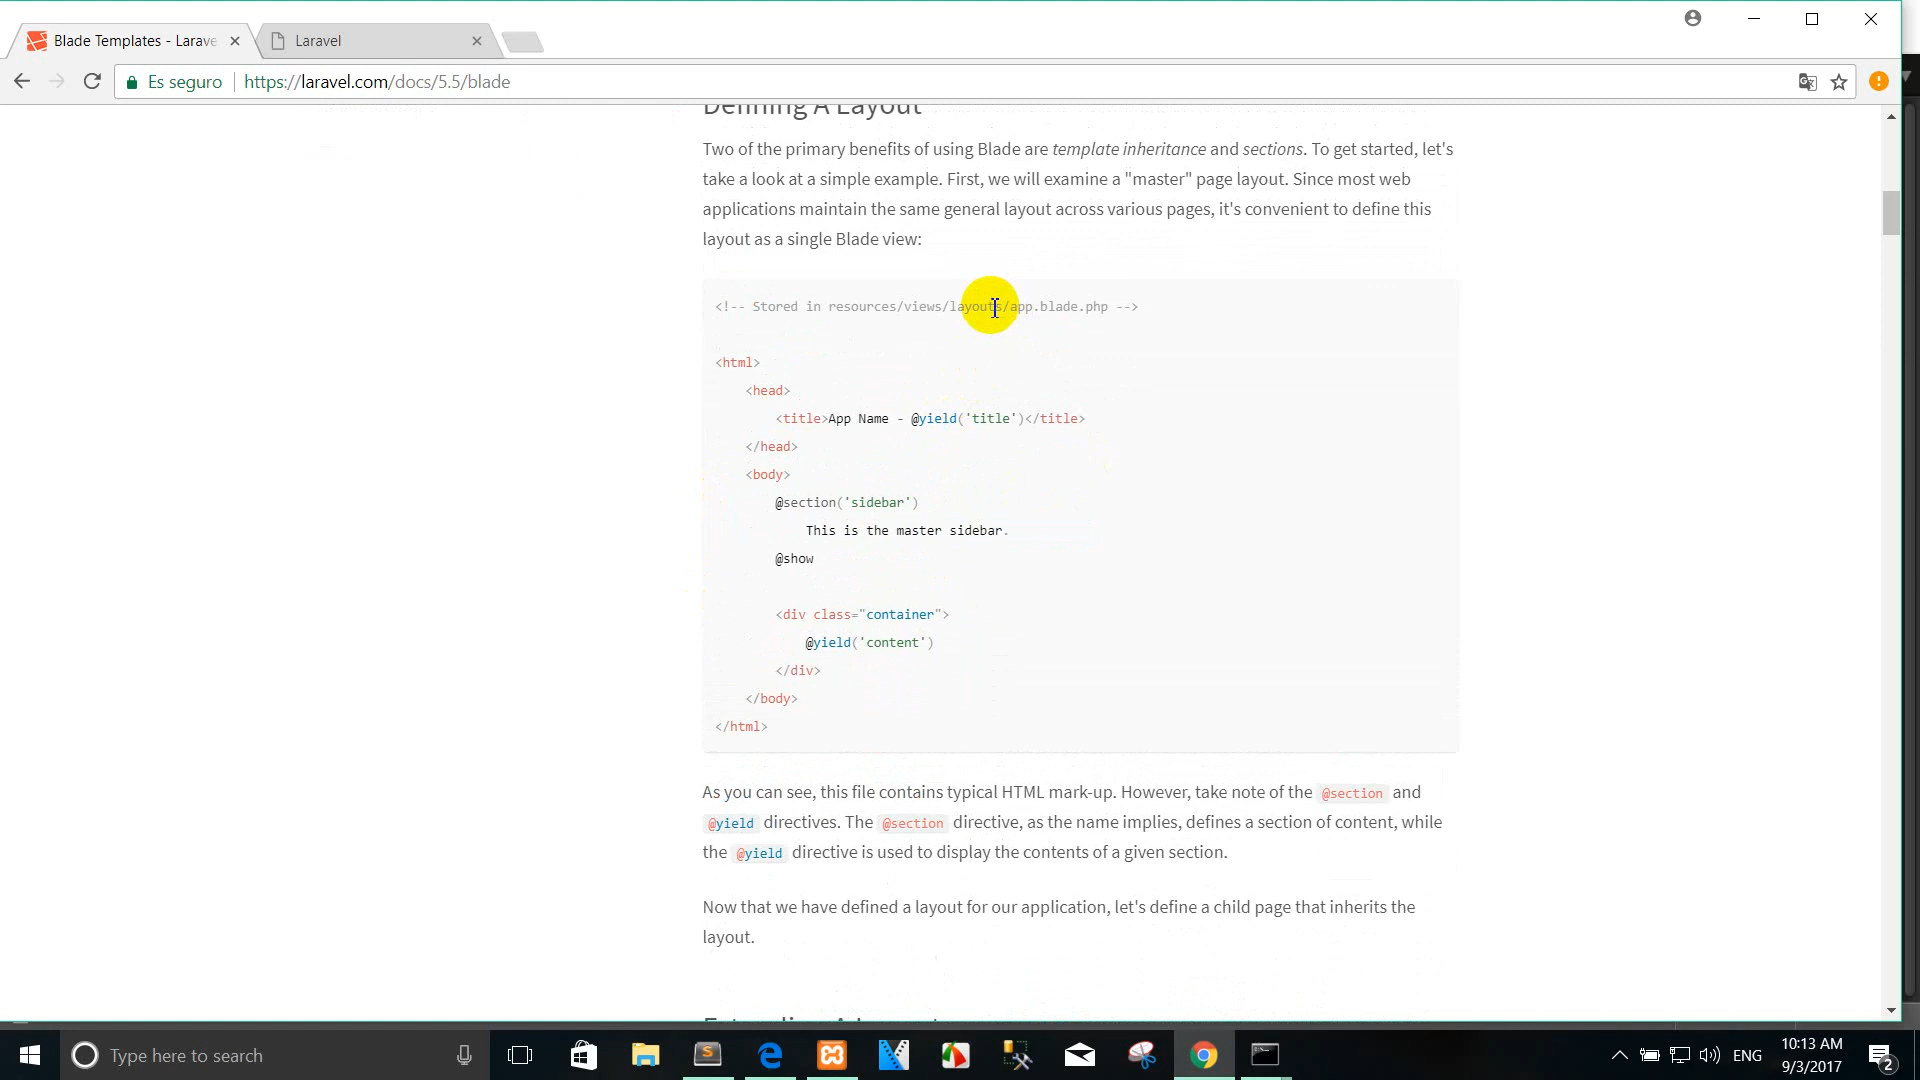 Blade Templates - Larave
Laravel
Es seguro
https://laravel.com/docs/5.5/blade
Defining A Layout
Two of the primary benefits of using Blade are template inheritance and sections. To get started, let's
take a look at a simple example. First, we will examine a "master" page layout. Since most web
applications maintain the same general layout across various pages, it's convenient to define this
layout as a single Blade view:
<!-- Stored in resources/views/layouts/app.blade.php -->
<html>
<head>
<title>App Name - @yield('title')</title>
</head>
<body>
@section('sidebar')
This is the master sidebar.
@show
<div class="container">
@yield('content')
</div>
</body>
</html>
As you can see, this file contains typical HTML mark-up. However, take note of the @section and
@yield directives. The @section directive, as the name implies, defines a section of content, while
the @yield directive is used to display the contents of a given section.
Now that we have defined a layout for our application, let's define a child page that inherits the
layout.
Type here to search
ENG
10:13 AM
9/3/2017
2